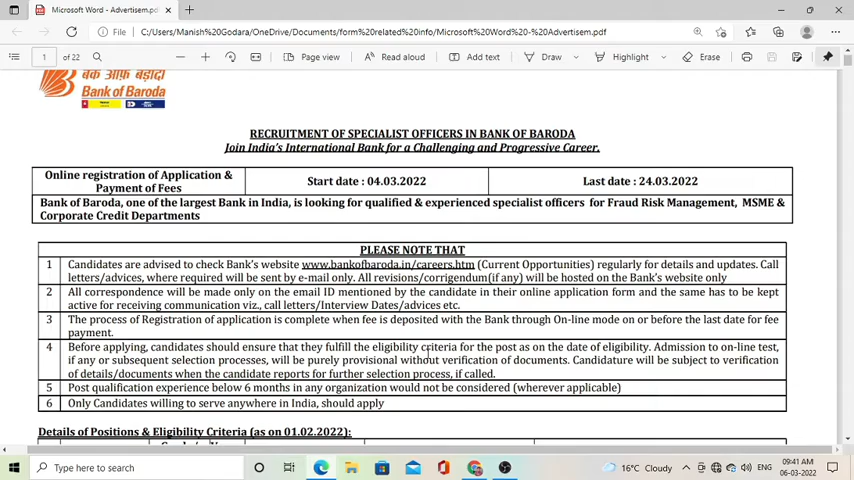 Microsoft Word - Advertisem.pdf
File C:/Users/Manish%20Godara/OneDrive/Documents/form%20related%20info/Microsoft%20Word%20-%20Advertisem.pdf
1 of 22 Page view Read aloud Add text Draw Highlight Erase
बैंक ऑफ़ बड़ौदा
Bank of Baroda
RECRUITMENT OF SPECIALIST OFFICERS IN BANK OF BARODA
Join India's International Bank for a Challenging and Progressive Career.
Online registration of Application & Payment of Fees Start date : 04.03.2022 Last date : 24.03.2022
Bank of Baroda, one of the largest Bank in India, is looking for qualified & experienced specialist officers for Fraud Risk Management, MSME &
Corporate Credit Departments
PLEASE NOTE THAT
1 Candidates are advised to check Bank's website www.bankofbaroda.in/careers.htm (Current Opportunities) regularly for details and updates. Call
letters/advices, where required will be sent by e-mail only. All revisions/corrigendum(if any) will be hosted on the Bank's website only
2 All correspondence will be made only on the email ID mentioned by the candidate in their online application form and the same has to be kept
active for receiving communication viz., call letters/Interview Dates/advices etc.
3 The process of Registration of application is complete when fee is deposited with the Bank through On-line mode on or before the last date for fee
payment.
4 Before applying, candidates should ensure that they fulfill the eligibility criteria for the post as on the date of eligibility. Admission to on-line test,
if any or subsequent selection processes, will be purely provisional without verification of documents. Candidature will be subject to verification
of details/documents when the candidate reports for further selection process, if called.
5 Post qualification experience below 6 months in any organization would not be considered (wherever applicable)
6 Only Candidates willing to serve anywhere in India, should apply
Details of Positions & Eligibility Criteria (as on 01.02.2022):
Type here to search 16°C Cloudy ENG 09:41 AM
06-03-2022